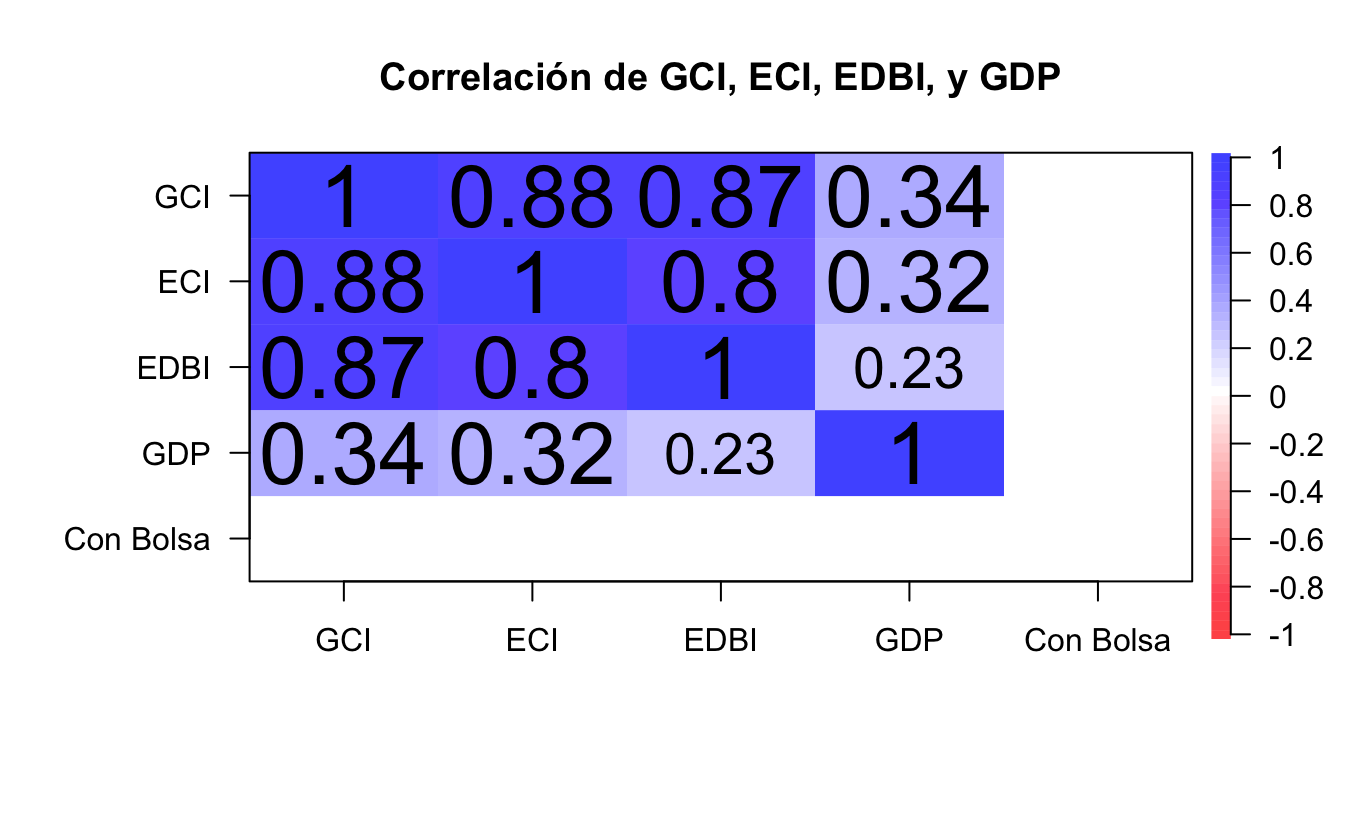 Correlación de GCI, ECI, EDBI, y GDP
GCI 1 0.88 0.87 0.34
ECI 0.88 1 0.8 0.32
EDBI 0.87 0.8 1 0.23
GDP 0.34 0.32 0.23 1
Con Bolsa
GCI ECI EDBI GDP Con Bolsa
1
0.8
0.6
0.4
0.2
0
-0.2
-0.4
-0.6
-0.8
-1